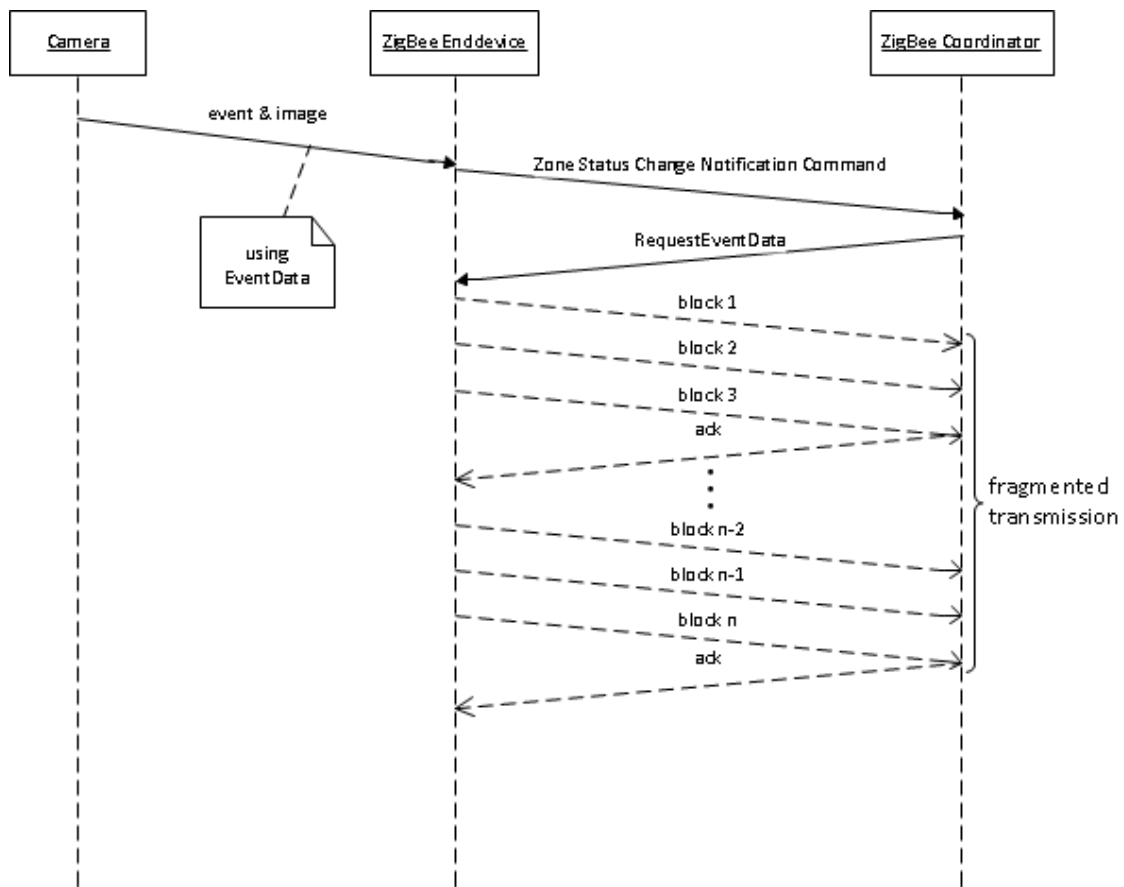 Camera
ZigBee Enddevice
ZigBee Coordinator
event & image
Zone Status Change Notification Command
using
EventData
RequestEventData
block 1
block 2
block 3
ack
block n-2
block n-1
block n
ack
fragmented
transmission